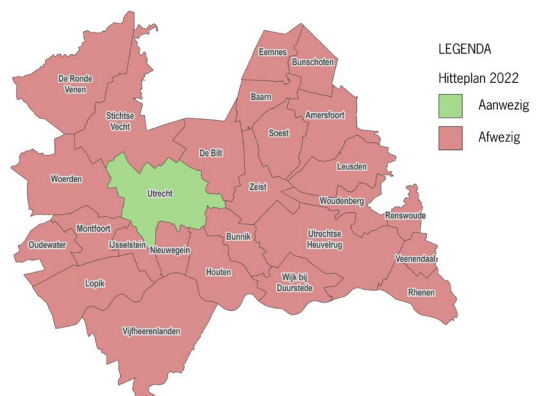 LEGENDA
Hitteplan 2022
Aanwezig
Afwezig
Eemnes
Bunschoten
De Ronde
Venen
Baarn
Amersfoort
Stichtse
Vecht
Soest
De Bilt
Leusden
Woerden
Zeist
Utrecht
Woudenberg
Renswoude
Montfoort
Bunnik
Utrechtse
Heuvelrug
Oudewater
IJsselstein
Nieuwegein
Veenendaal
Houten
Wijk bij
Duurstede
Lopik
Rhenen
Vijfheerenlanden